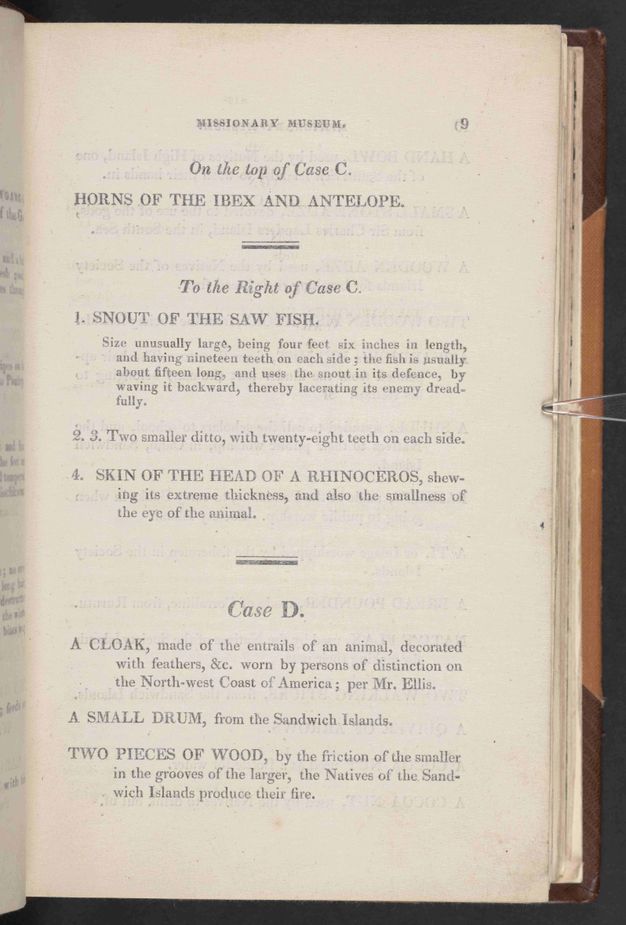 MISSIONARY MUSEUM. 9
On the top of Case C.
HORNS OF THE IBEX AND ANTELOPE.
To the Right of Case C.
1. SNOUT OF THE SAW FISH.
Size unusually large, being four feet six inches in length,
and having nineteen teeth on each side; the fish is usually
about fifteen long, and uses the snout in its defence, by
waving it backward, thereby lacerating its enemy dread-
fully.
2. 3. Two smaller ditto, with twenty-eight teeth on each side.
4. SKIN OF THE HEAD OF A RHINOCEROS, shew-
ing its extreme thickness, and also the smallness of
the eye of the animal.
Case D.
A CLOAK, made of the entrails of an animal, decorated
with feathers, &c. worn by persons of distinction on
the North-west Coast of America; per Mr. Ellis.
A SMALL DRUM, from the Sandwich Islands.
TWO PIECES OF WOOD, by the friction of the smaller
in the grooves of the larger, the Natives of the Sand-
wich Islands produce their fire.